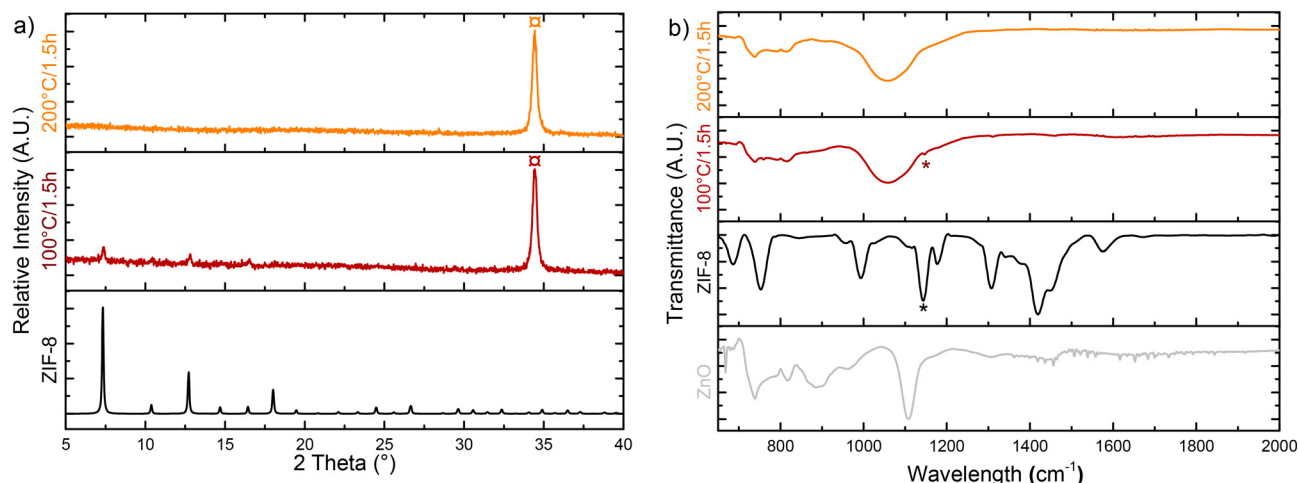 a)
Relative Intensity (A.U.)
200°C/1.5h
100°C/1.5h
ZIF-8
¤
¤
5 10 15 20 25 30 35 40
2 Theta (°)
b)
Transmittance (A.U.)
200°C/1.5h
100°C/1.5h
ZIF-8
ZnO
*
*
800 1000 1200 1400 1600 1800 2000
Wavelength (cm-1)